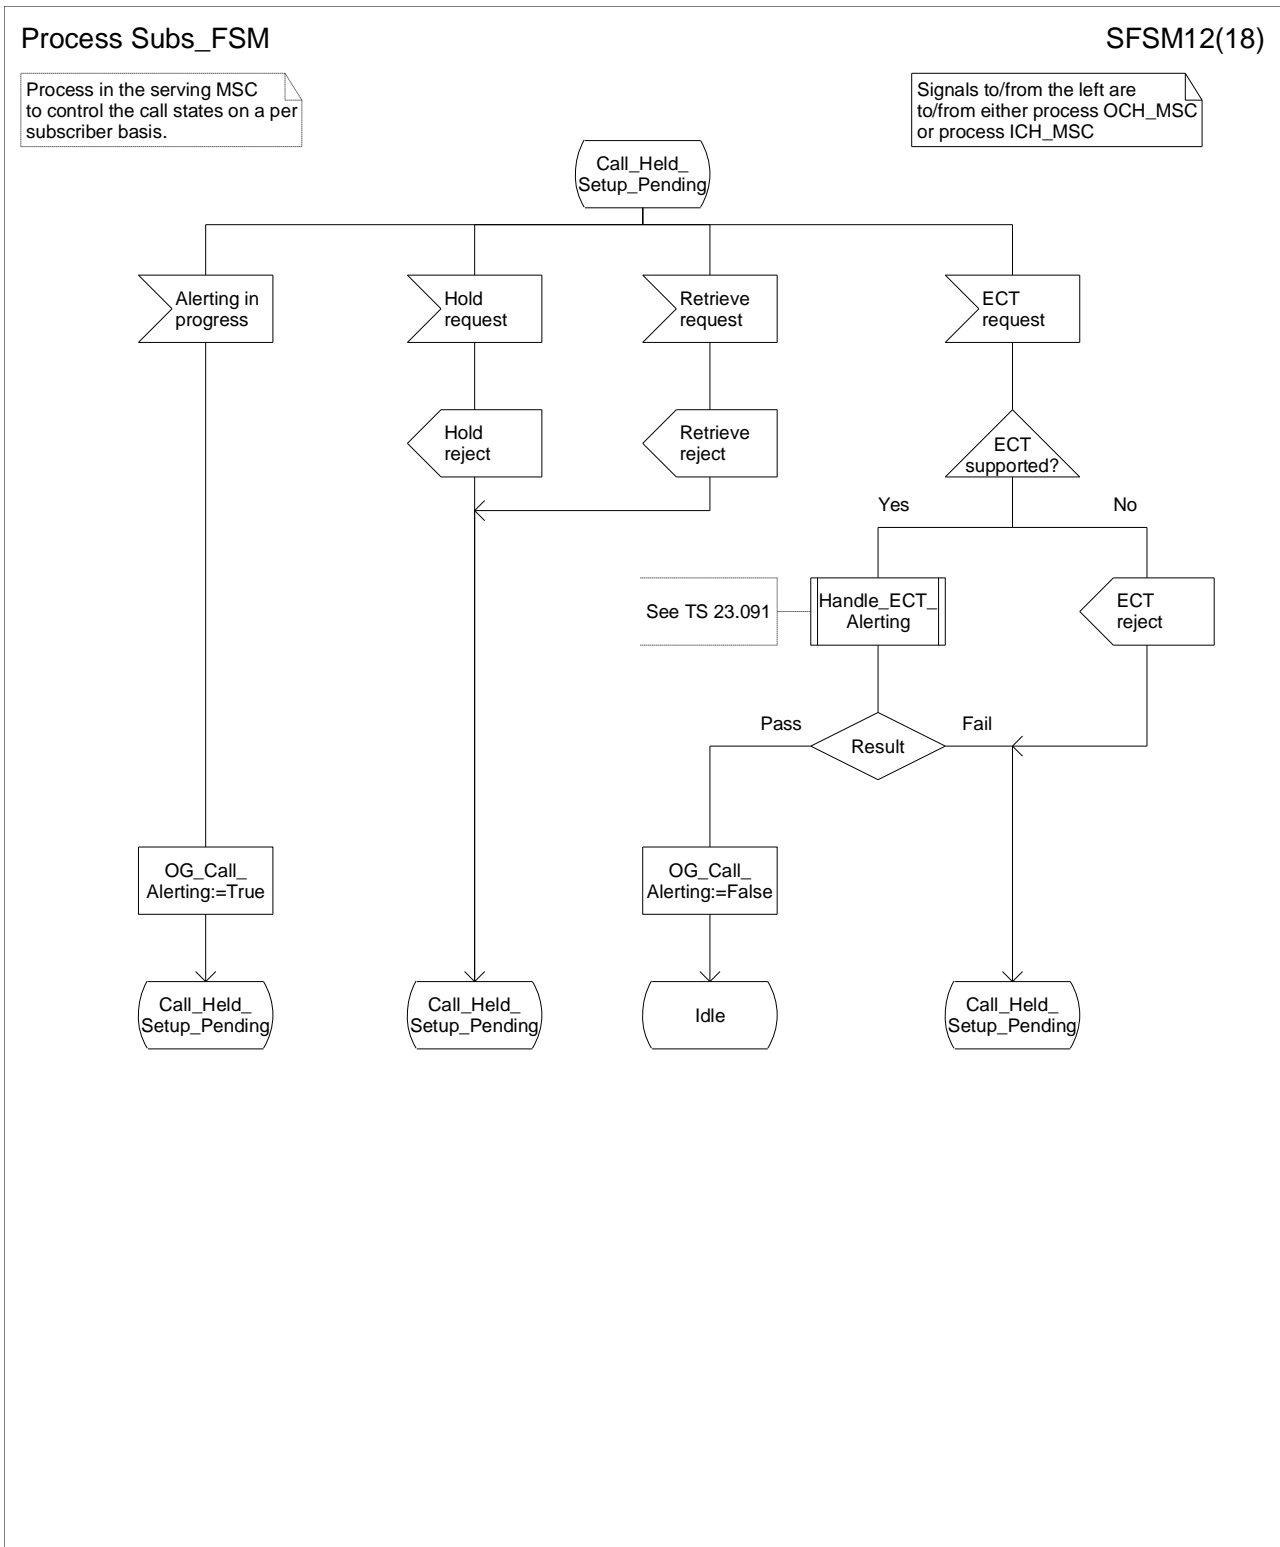 Process Subs_FSM
SFSM12(18)
Process in the serving MSC
to control the call states on a per
subscriber basis.
Signals to/from the left are
to/from either process OCH_MSC
or process ICH_MSC
Call_Held_
Setup_Pending
Alerting in
progress
Hold
request
Retrieve
request
ECT
request
Hold
reject
Retrieve
reject
ECT
supported?
Yes
No
See TS 23.091
Handle_ECT_
Alerting
ECT
reject
Pass
Fail
Result
OG_Call_
Alerting:=True
OG_Call_
Alerting:=False
Call_Held_
Setup_Pending
Call_Held_
Setup_Pending
Idle
Call_Held_
Setup_Pending